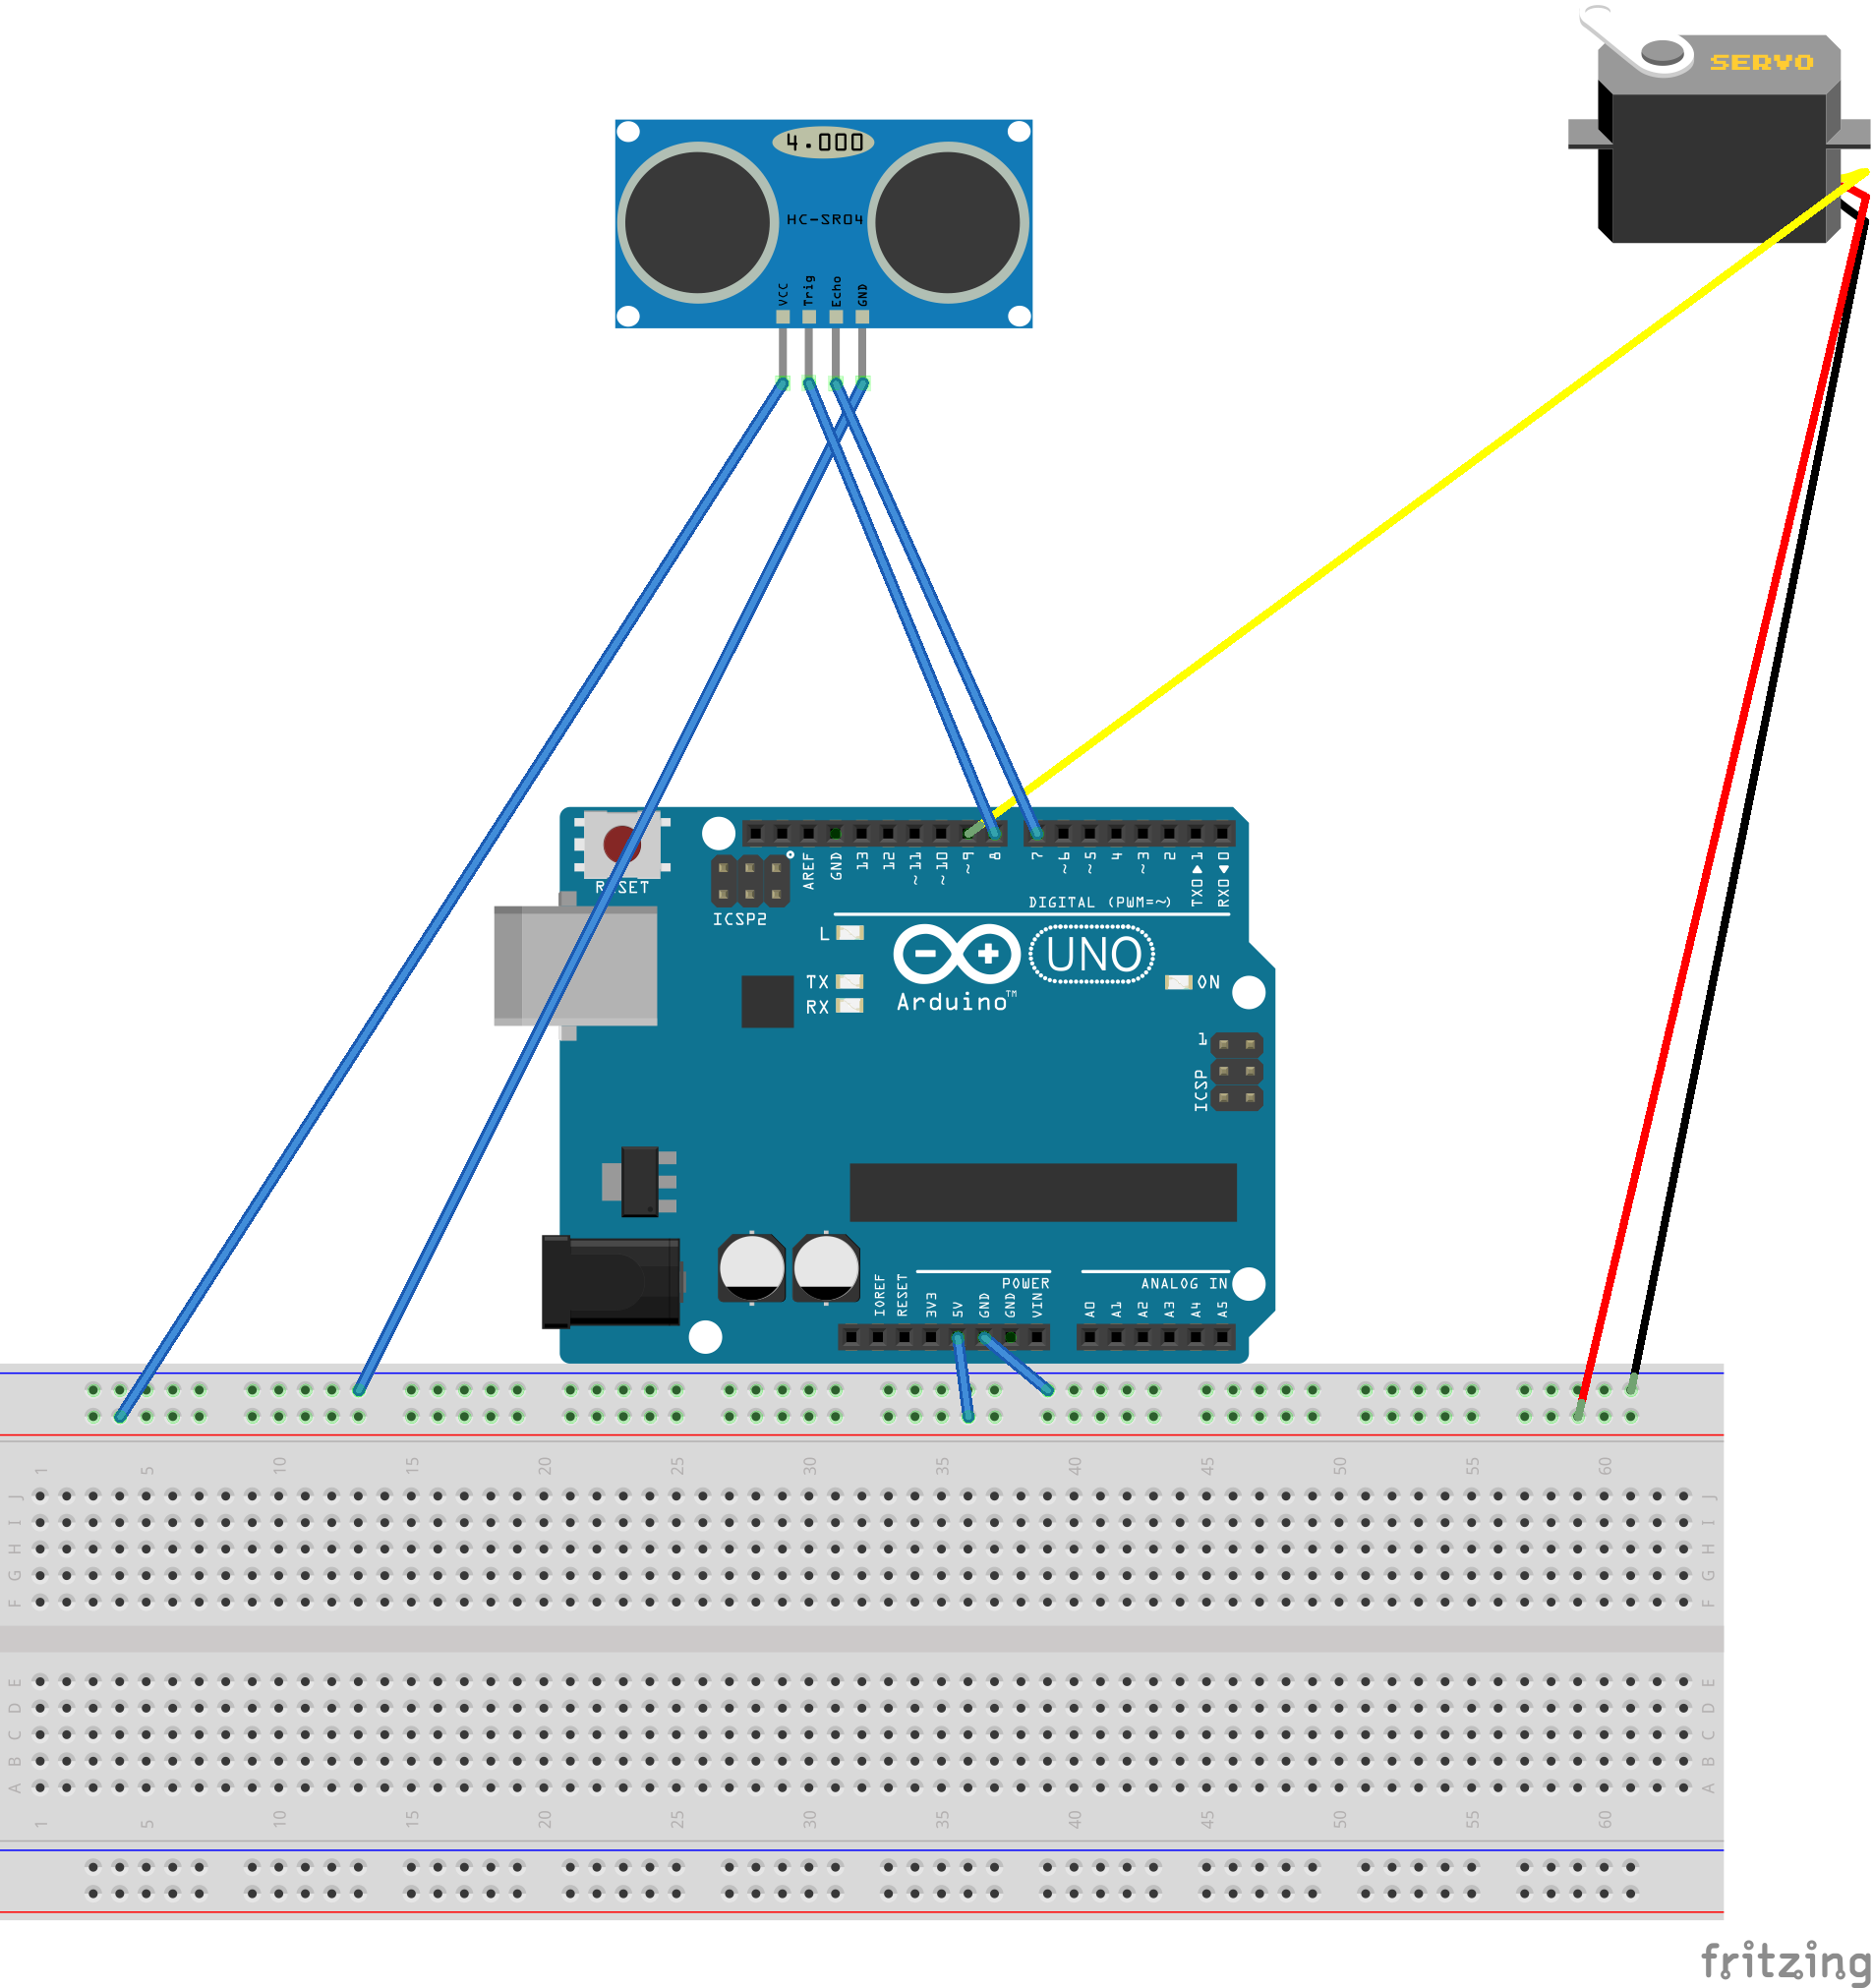 SERVO
4.000
HC-SR04
VCC
Trig
Echo
GND
RESET
ICSP2
AREF
GND
13
12
~11
~10
~9
8
7
~6
~5
4
~3
2
TX0▶1
RX0◀0
DIGITAL (PWM=~)
L
TX
RX
UNO
Arduino™
ON
1
ICSP
IOREF
RESET
3V3
5V
GND
GND
VIN
POWER
ANALOG IN
A0
A1
A2
A3
A4
A5
1 5 10 15 20 25 30 35 40 45 50 55 60
J J
I I
H H
G G
F F
E E
D D
C C
B B
A A
1 5 10 15 20 25 30 35 40 45 50 55 60
fritzing